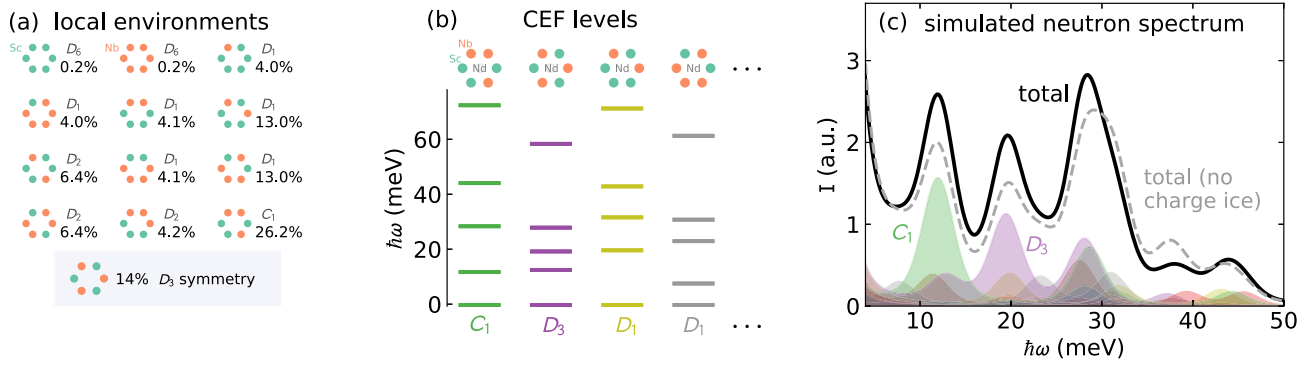 (a) local environments
Sc
D6
0.2%
Nb
D6
0.2%
D1
4.0%
D1
4.0%
D1
4.1%
D1
13.0%
D2
6.4%
D1
4.1%
D1
13.0%
D2
6.4%
D2
4.2%
C1
26.2%
14% D3 symmetry
(b) CEF levels
Nb
Sc
Nd
Nd
Nd
Nd
...
ħω (meV)
60
40
20
0
C1
D3
D1
D1
...
(c) simulated neutron spectrum
I (a.u.)
3
2
1
0
total
total (no
charge ice)
C1
D3
10
20
30
40
50
ħω (meV)